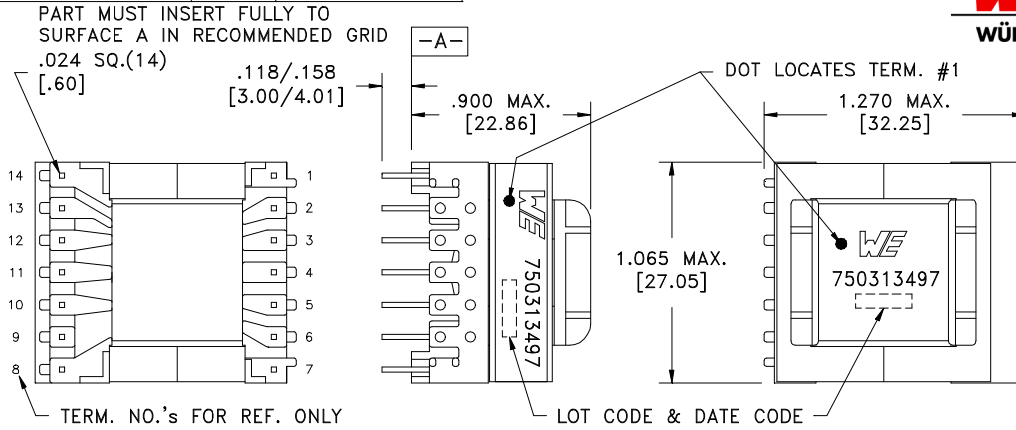 PART MUST INSERT FULLY TO
SURFACE A IN RECOMMENDED GRID
.024 SQ.(14)
[.60]
.118/.158
[3.00/4.01]
-A-
.900 MAX.
[22.86]
DOT LOCATES TERM. #1
1.270 MAX.
[32.25]
14
13
12
11
10
9
8
1
2
3
4
5
6
7
WE
750313497
1.065 MAX.
[27.05]
WE
750313497
TERM. NO.'s FOR REF. ONLY
LOT CODE & DATE CODE